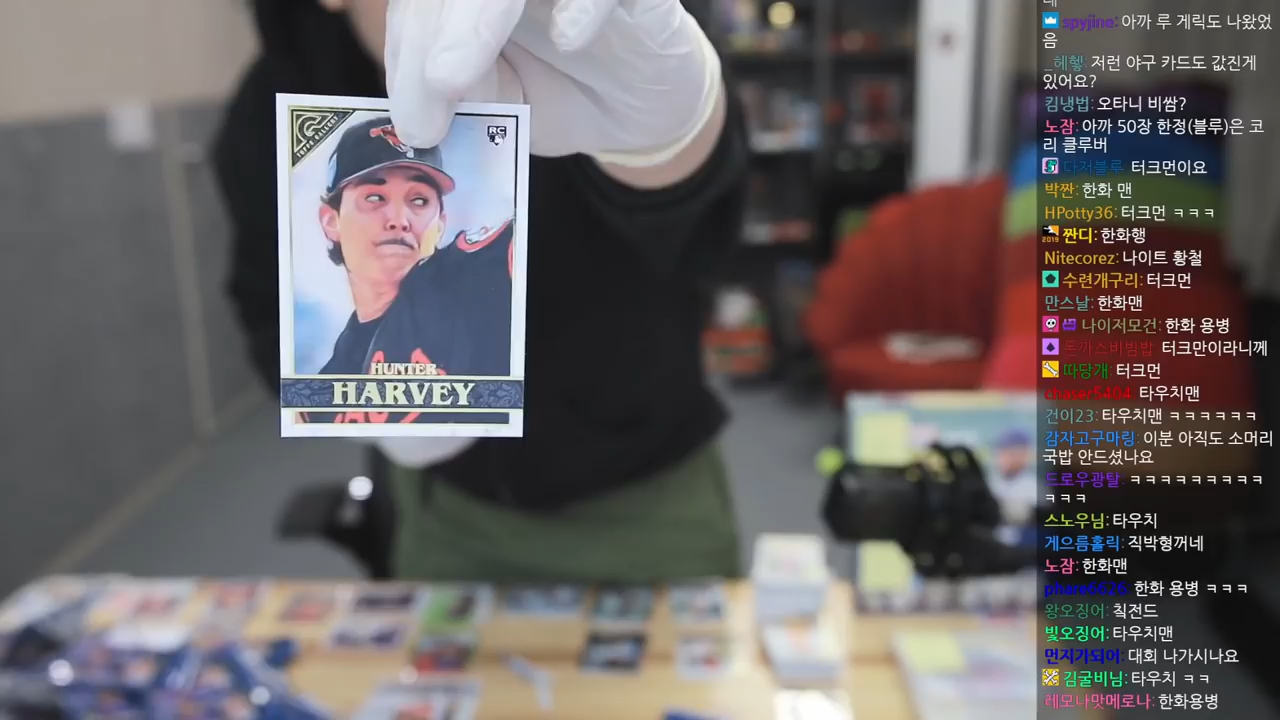 TOPPS GALLERY
RC
HUNTER
HARVEY
spyjine: 아까 루 게릭도 나왔었
음
_헤헿: 저런 야구 카드도 값진게
있어요?
킴냉법: 오타니 비쌈?
노잠: 아까 50장 한정(블루)은 코
리 클루버
다저블루: 터크먼이요
박짠: 한화 맨
HPotty36: 터크먼 ㅋㅋㅋ
짠디: 한화행
Nitecorez: 나이트 황철
수련개구리: 터크먼
만스날: 한화맨
나이저모건: 한화 용병
돈까스비빔밥: 터크만이라니께
따당개: 터크먼
chaser5404: 타우치맨
건이23: 타우치맨 ㅋㅋㅋㅋㅋㅋ
감자고구마링: 이분 아직도 소머리
국밥 안드셨나요
드로우광탈: ㅋㅋㅋㅋㅋㅋㅋㅋㅋ
ㅋㅋㅋ
스노우님: 타우치
게으름홀릭: 직박형꺼네
노잠: 한화맨
phare6626: 한화 용병 ㅋㅋㅋ
왕오징어: 칰전드
빛오징어: 타우치맨
먼지가되어: 대회 나가시나요
김굴비님: 타우치 ㅋㅋ
레모나맛메로나: 한화용병